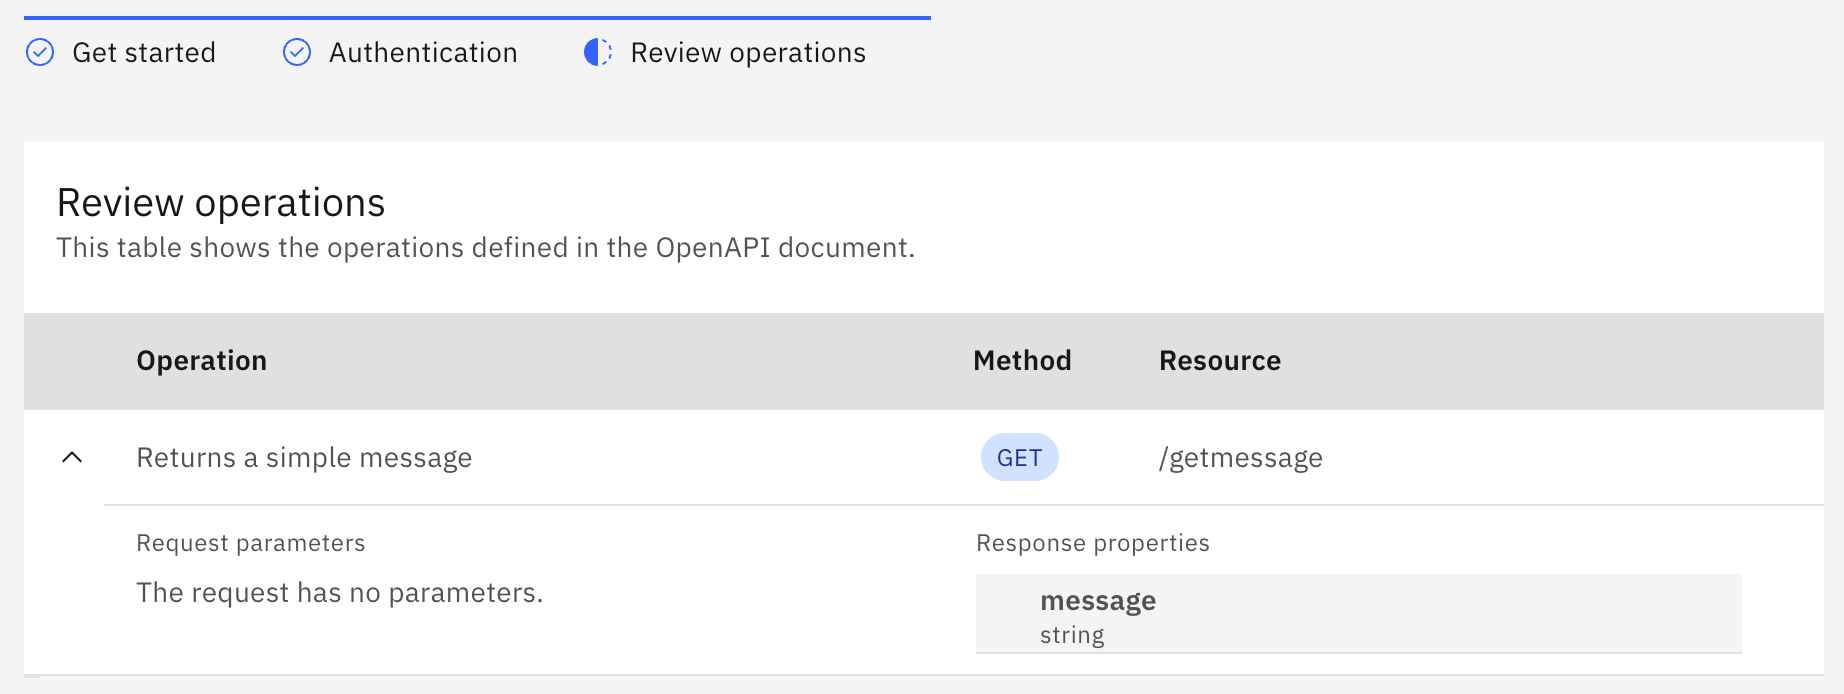 Get started
Authentication
Review operations
Review operations
This table shows the operations defined in the OpenAPI document.
Operation Method Resource
Returns a simple message GET /getmessage
Request parameters Response properties
The request has no parameters.
message
string